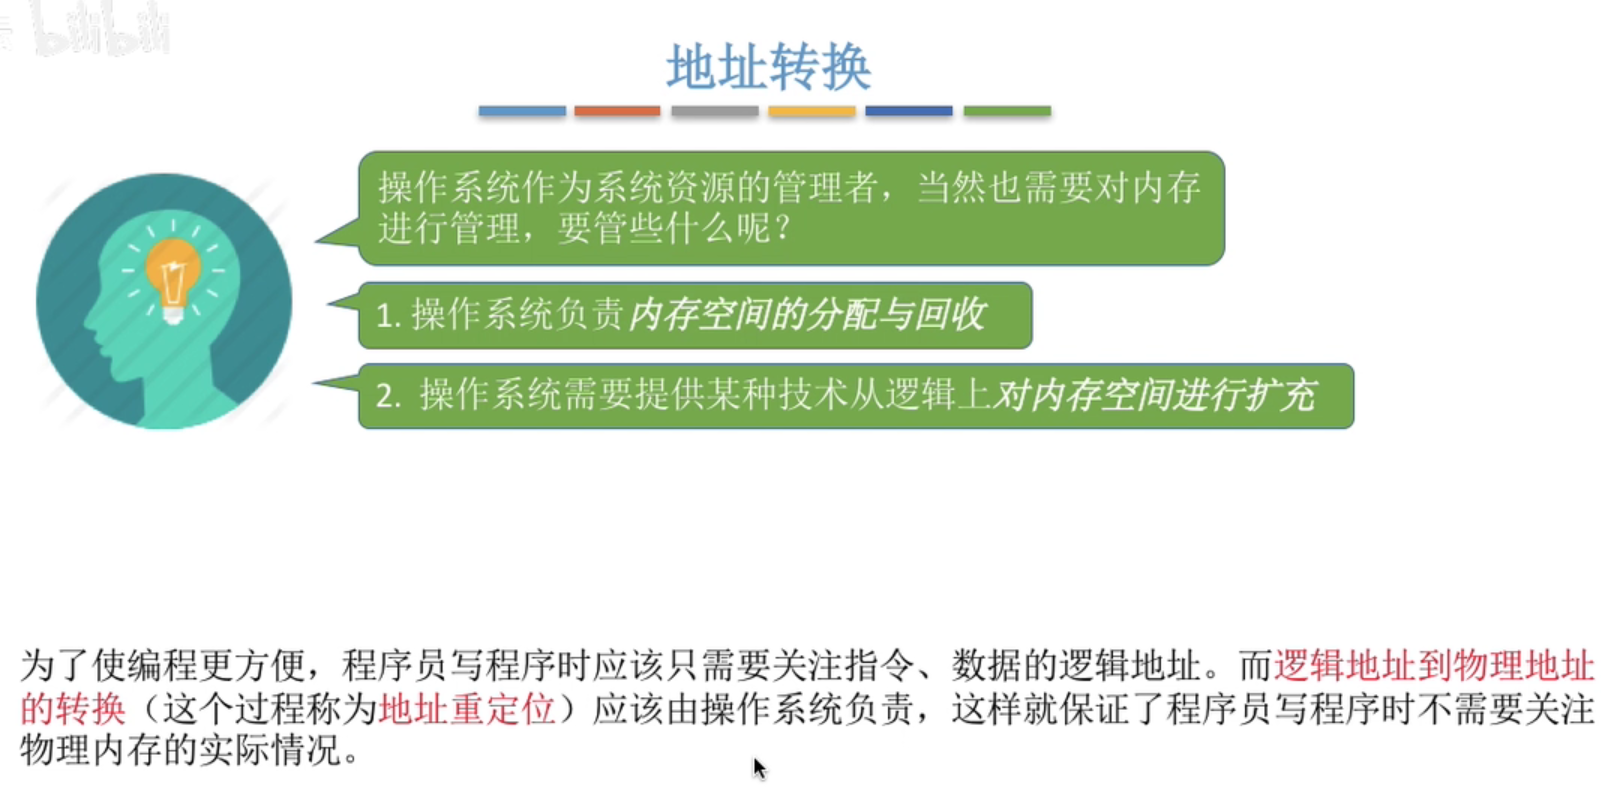 bilibili
地址转换
操作系统作为系统资源的管理者，当然也需要对内存
进行管理，要管些什么呢？
1. 操作系统负责内存空间的分配与回收
2. 操作系统需要提供某种技术从逻辑上对内存空间进行扩充
为了使编程更方便，程序员写程序时应该只需要关注指令、数据的逻辑地址。而逻辑地址到物理地址
的转换（这个过程称为地址重定位）应该由操作系统负责，这样就保证了程序员写程序时不需要关注
物理内存的实际情况。